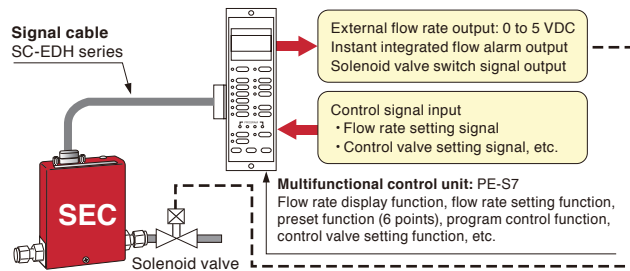 Signal cable
SC-EDH series
External flow rate output: 0 to 5 VDC
Instant integrated flow alarm output
Solenoid valve switch signal output
Control signal input
・Flow rate setting signal
・Control valve setting signal, etc.
Multifunctional control unit: PE-S7
Flow rate display function, flow rate setting function,
preset function (6 points), program control function,
control valve setting function, etc.
SEC
Solenoid valve